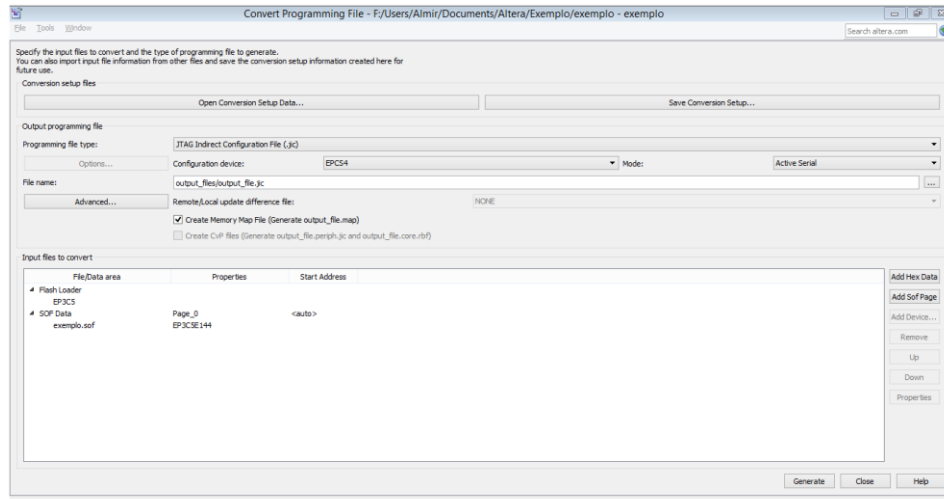 Convert Programming File - F:/Users/Almir/Documents/Altera/Exemplo/exemplo - exemplo
File Tools Window
Search altera.com
Specify the input files to convert and the type of programming file to generate.
You can also import input file information from other files and save the conversion setup information created here for
future use.
Conversion setup files
Open Conversion Setup Data... Save Conversion Setup...
Output programming file
Programming file type: JTAG Indirect Configuration File (.jic)
Options... Configuration device: EPCS4 Mode: Active Serial
File name: output_files/output_file.jic ...
Advanced... Remote/Local update difference file: NONE
Create Memory Map File (Generate output_file.map)
Create CvP files (Generate output_file.periph.jic and output_file.core.rbf)
Input files to convert
File/Data area Properties Start Address
Flash Loader
EP3C5
SOF Data Page_0 <auto>
exemplo.sof EP3C5E144
Add Hex Data
Add Sof Page
Add Device...
Remove
Up
Down
Properties
Generate Close Help